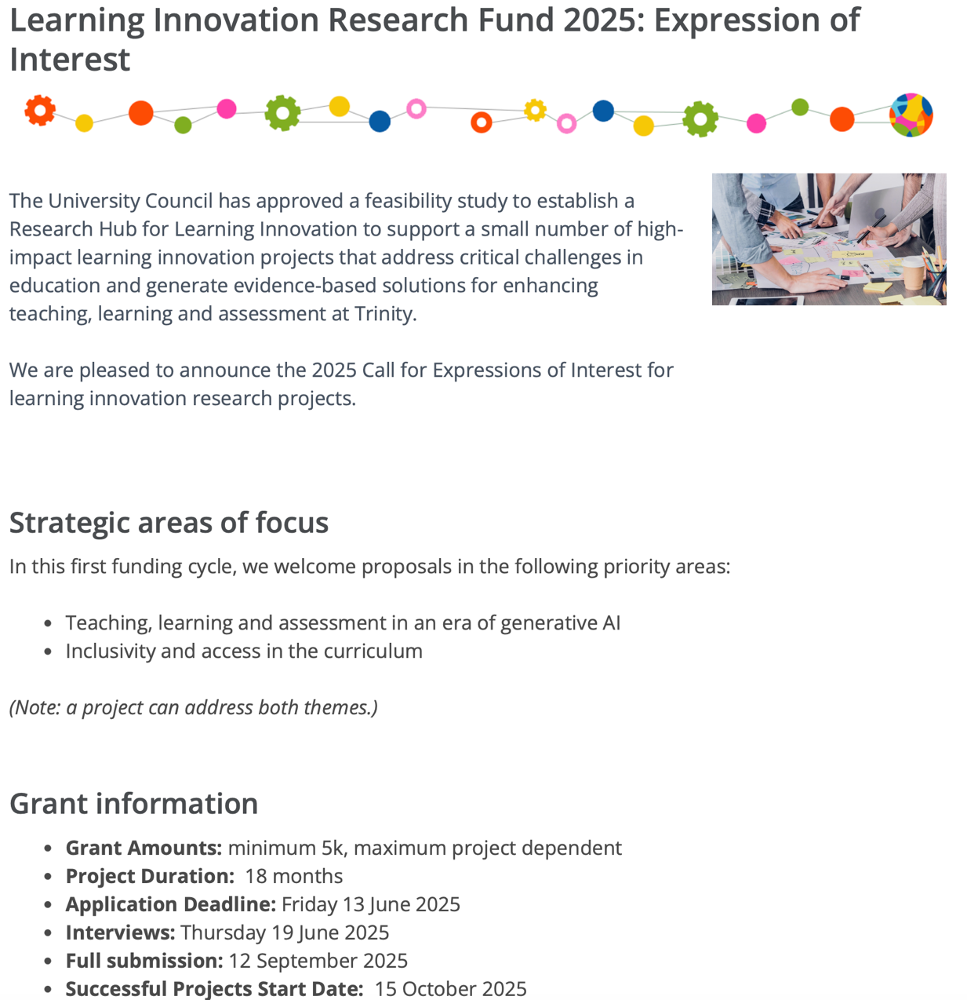 Learning Innovation Research Fund 2025: Expression of
Interest
The University Council has approved a feasibility study to establish a
Research Hub for Learning Innovation to support a small number of high-
impact learning innovation projects that address critical challenges in
education and generate evidence-based solutions for enhancing
teaching, learning and assessment at Trinity.
We are pleased to announce the 2025 Call for Expressions of Interest for
learning innovation research projects.
Strategic areas of focus
In this first funding cycle, we welcome proposals in the following priority areas:
• Teaching, learning and assessment in an era of generative AI
• Inclusivity and access in the curriculum
(Note: a project can address both themes.)
Grant information
• Grant Amounts: minimum 5k, maximum project dependent
• Project Duration:  18 months
• Application Deadline: Friday 13 June 2025
• Interviews: Thursday 19 June 2025
• Full submission: 12 September 2025
• Successful Projects Start Date:  15 October 2025